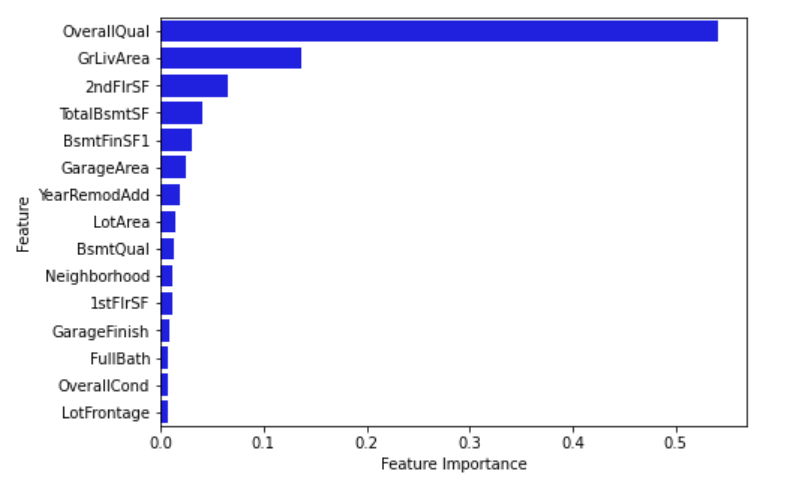 OverallQual
GrLivArea
2ndFlrSF
TotalBsmtSF
BsmtFinSF1
GarageArea
YearRemodAdd
LotArea
BsmtQual
Neighborhood
1stFlrSF
GarageFinish
FullBath
OverallCond
LotFrontage
Feature
0.0 0.1 0.2 0.3 0.4 0.5
Feature Importance